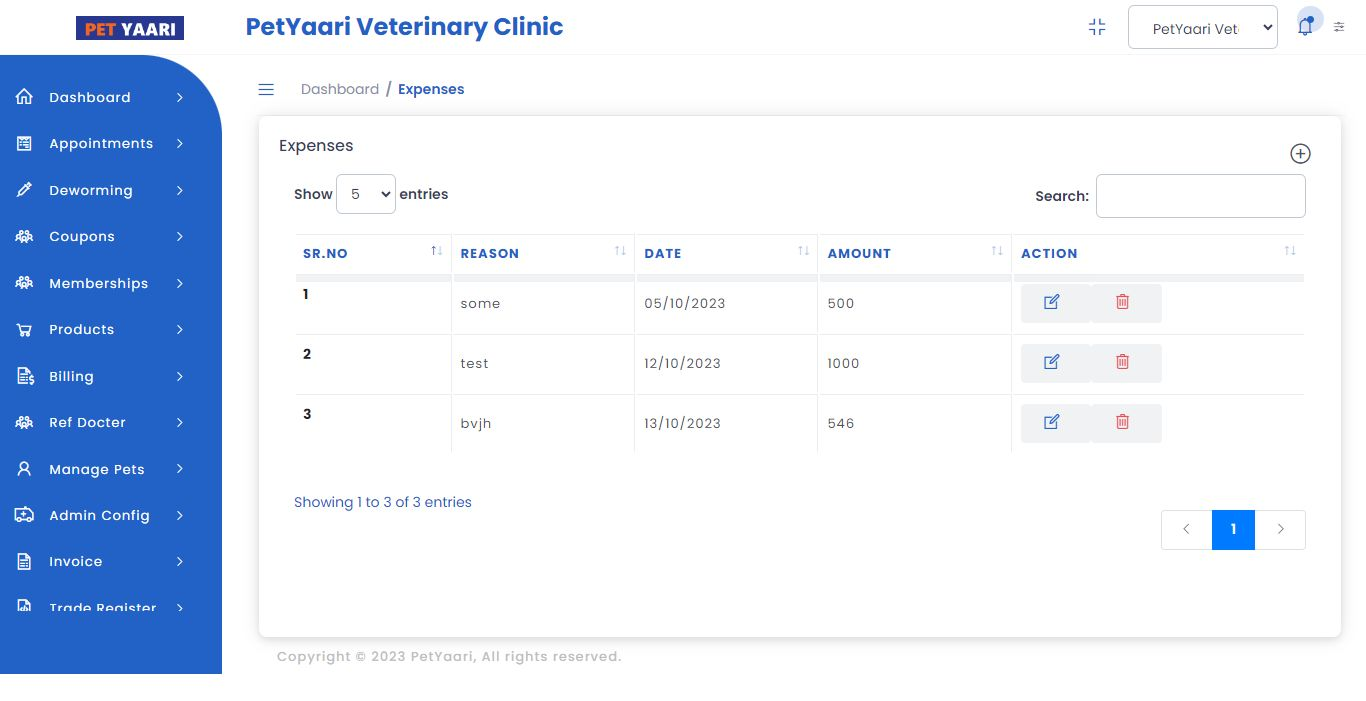 PET YAARI
PetYaari Veterinary Clinic
PetYaari Vet
Dashboard
Appointments
Deworming
Coupons
Memberships
Products
Billing
Ref Docter
Manage Pets
Admin Config
Invoice
Trade Register
Dashboard / Expenses
Expenses
Show 5 entries
Search:
SR.NO REASON DATE AMOUNT ACTION
1 some 05/10/2023 500
2 test 12/10/2023 1000
3 bvjh 13/10/2023 546
Showing 1 to 3 of 3 entries
1
Copyright © 2023 PetYaari, All rights reserved.